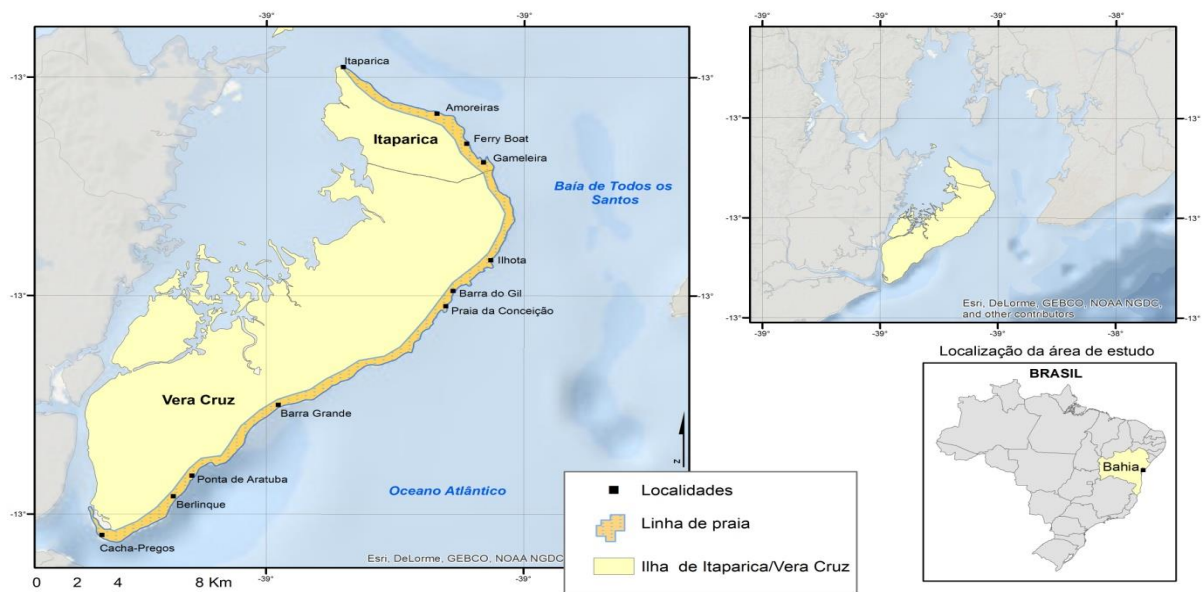 -39°
-39°
-13°
-13°
Itaparica
Amoreiras
Itaparica
Ferry Boat
Gameleira
Baía de Todos os
Santos
Ilhota
Barra do Gil
-13°
-13°
Praia da Conceição
Vera Cruz
Barra Grande
Ponta de Aratuba
Berlinque
Oceano Atlântico
N
-13°
Cacha-Pregos
Esri, DeLorme, GEBCO, NOAA NGDC
0 2 4 8 Km
-39°
-39°
-39°
-39°
-39°
-38°
-13°
-13°
-13°
-13°
-13°
-13°
Esri, DeLorme, GEBCO, NOAA NGDC,
and other contributors
-39°
-39°
-39°
-38°
Localização da área de estudo
BRASIL
Bahia
Localidades
Linha de praia
Ilha de Itaparica/Vera Cruz